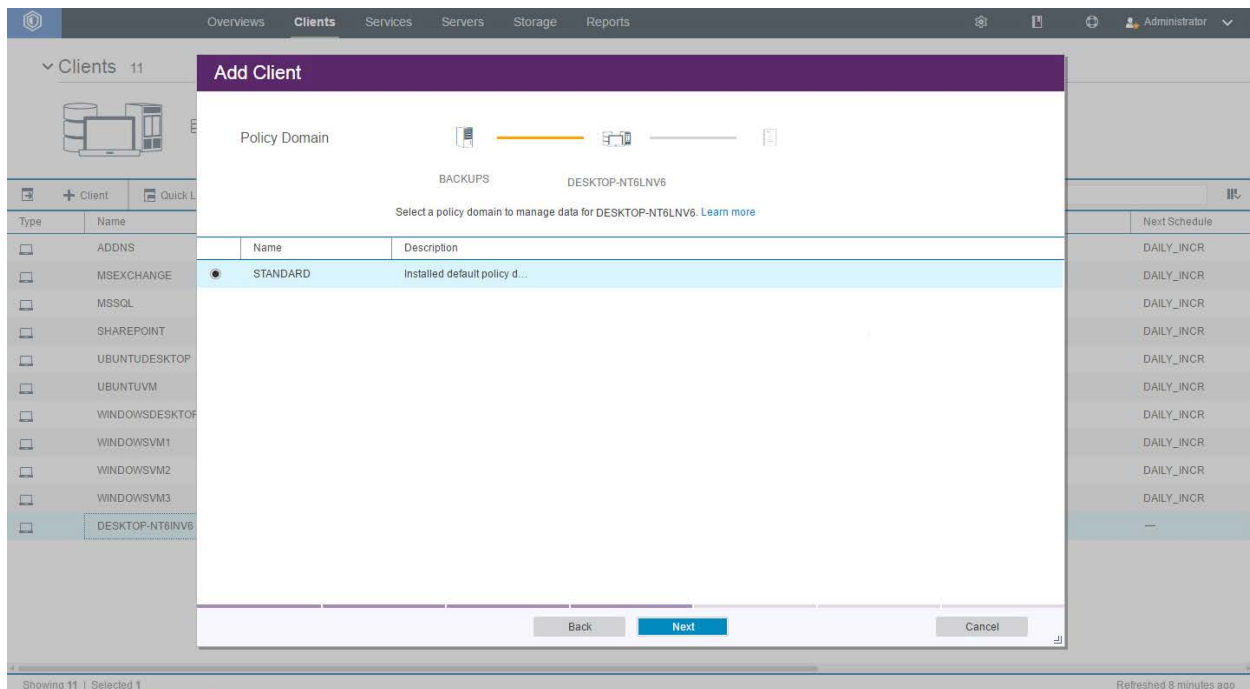 Overviews Clients Services Servers Storage Reports Administrator
Clients 11
Add Client
Policy Domain
BACKUPS DESKTOP-NT6LNV6
Select a policy domain to manage data for DESKTOP-NT6LNV6. Learn more
Name Description
STANDARD Installed default policy d...
Client Quick L
Type Name Next Schedule
ADDNS DAILY_INCR
MSEXCHANGE DAILY_INCR
MSSQL DAILY_INCR
SHAREPOINT DAILY_INCR
UBUNTUDESKTOP DAILY_INCR
UBUNTUVM DAILY_INCR
WINDOWSDESKTOP DAILY_INCR
WINDOWSVM1 DAILY_INCR
WINDOWSVM2 DAILY_INCR
WINDOWSVM3 DAILY_INCR
DESKTOP-NT6INV6 —
Back Next Cancel
Showing 11 | Selected 1 Refreshed 8 minutes ago